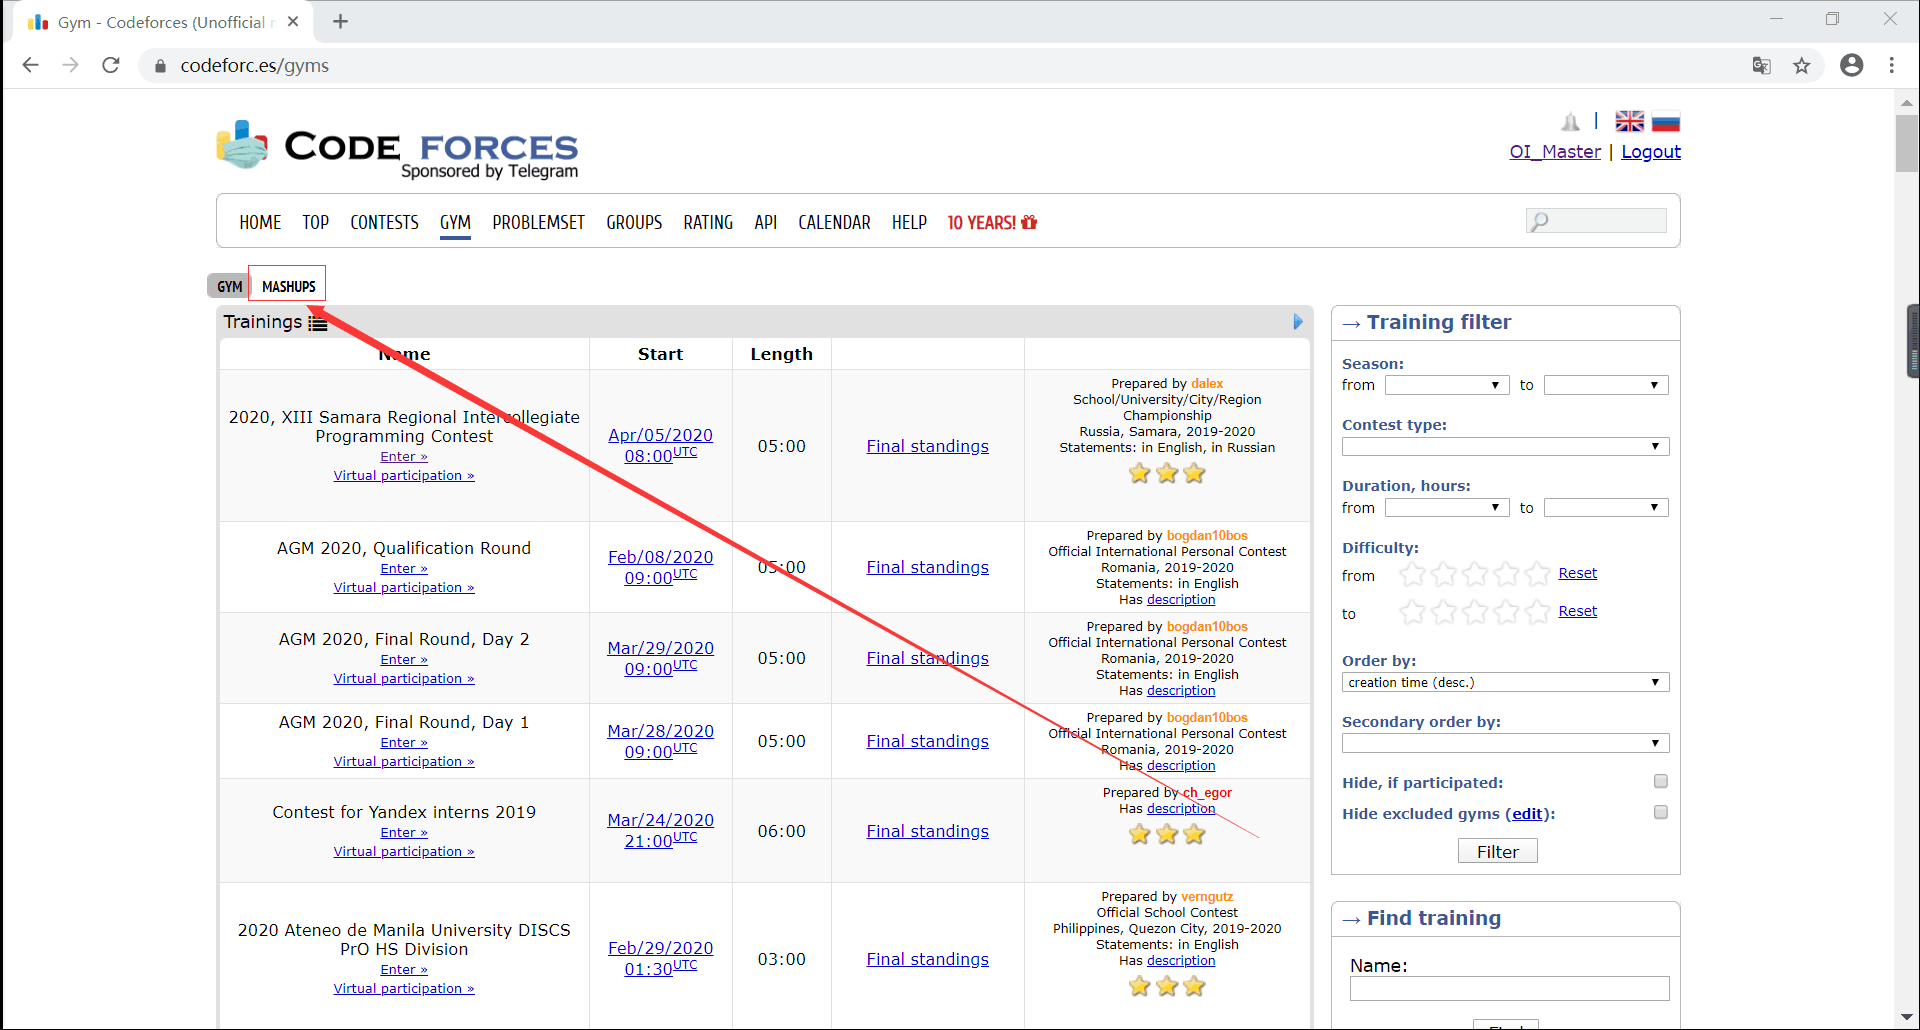 Gym - Codeforces (Unofficial
codeforc.es/gyms
CODE FORCES
Sponsored by Telegram
OI_Master | Logout
HOME TOP CONTESTS GYM PROBLEMSET GROUPS RATING API CALENDAR HELP 10 YEARS!
GYM MASHUPS
Trainings
Name Start Length
2020, XIII Samara Regional Intercollegiate
Programming Contest
Enter »
Virtual participation »
Apr/05/2020
08:00UTC
05:00
Final standings
Prepared by dalex
School/University/City/Region
Championship
Russia, Samara, 2019-2020
Statements: in English, in Russian
AGM 2020, Qualification Round
Enter »
Virtual participation »
Feb/08/2020
09:00UTC
05:00
Final standings
Prepared by bogdan10bos
Official International Personal Contest
Romania, 2019-2020
Statements: in English
Has description
AGM 2020, Final Round, Day 2
Enter »
Virtual participation »
Mar/29/2020
09:00UTC
05:00
Final standings
Prepared by bogdan10bos
Official International Personal Contest
Romania, 2019-2020
Statements: in English
Has description
AGM 2020, Final Round, Day 1
Enter »
Virtual participation »
Mar/28/2020
09:00UTC
05:00
Final standings
Prepared by bogdan10bos
Official International Personal Contest
Romania, 2019-2020
Has description
Contest for Yandex interns 2019
Enter »
Virtual participation »
Mar/24/2020
21:00UTC
06:00
Final standings
Prepared by ch_egor
Has description
2020 Ateneo de Manila University DISCS
PrO HS Division
Enter »
Virtual participation »
Feb/29/2020
01:30UTC
03:00
Final standings
Prepared by verngutz
Official School Contest
Philippines, Quezon City, 2019-2020
Statements: in English
Has description
→ Training filter
Season:
from to
Contest type:
Duration, hours:
from to
Difficulty:
from Reset
to Reset
Order by:
creation time (desc.)
Secondary order by:
Hide, if participated:
Hide excluded gyms (edit):
Filter
→ Find training
Name: